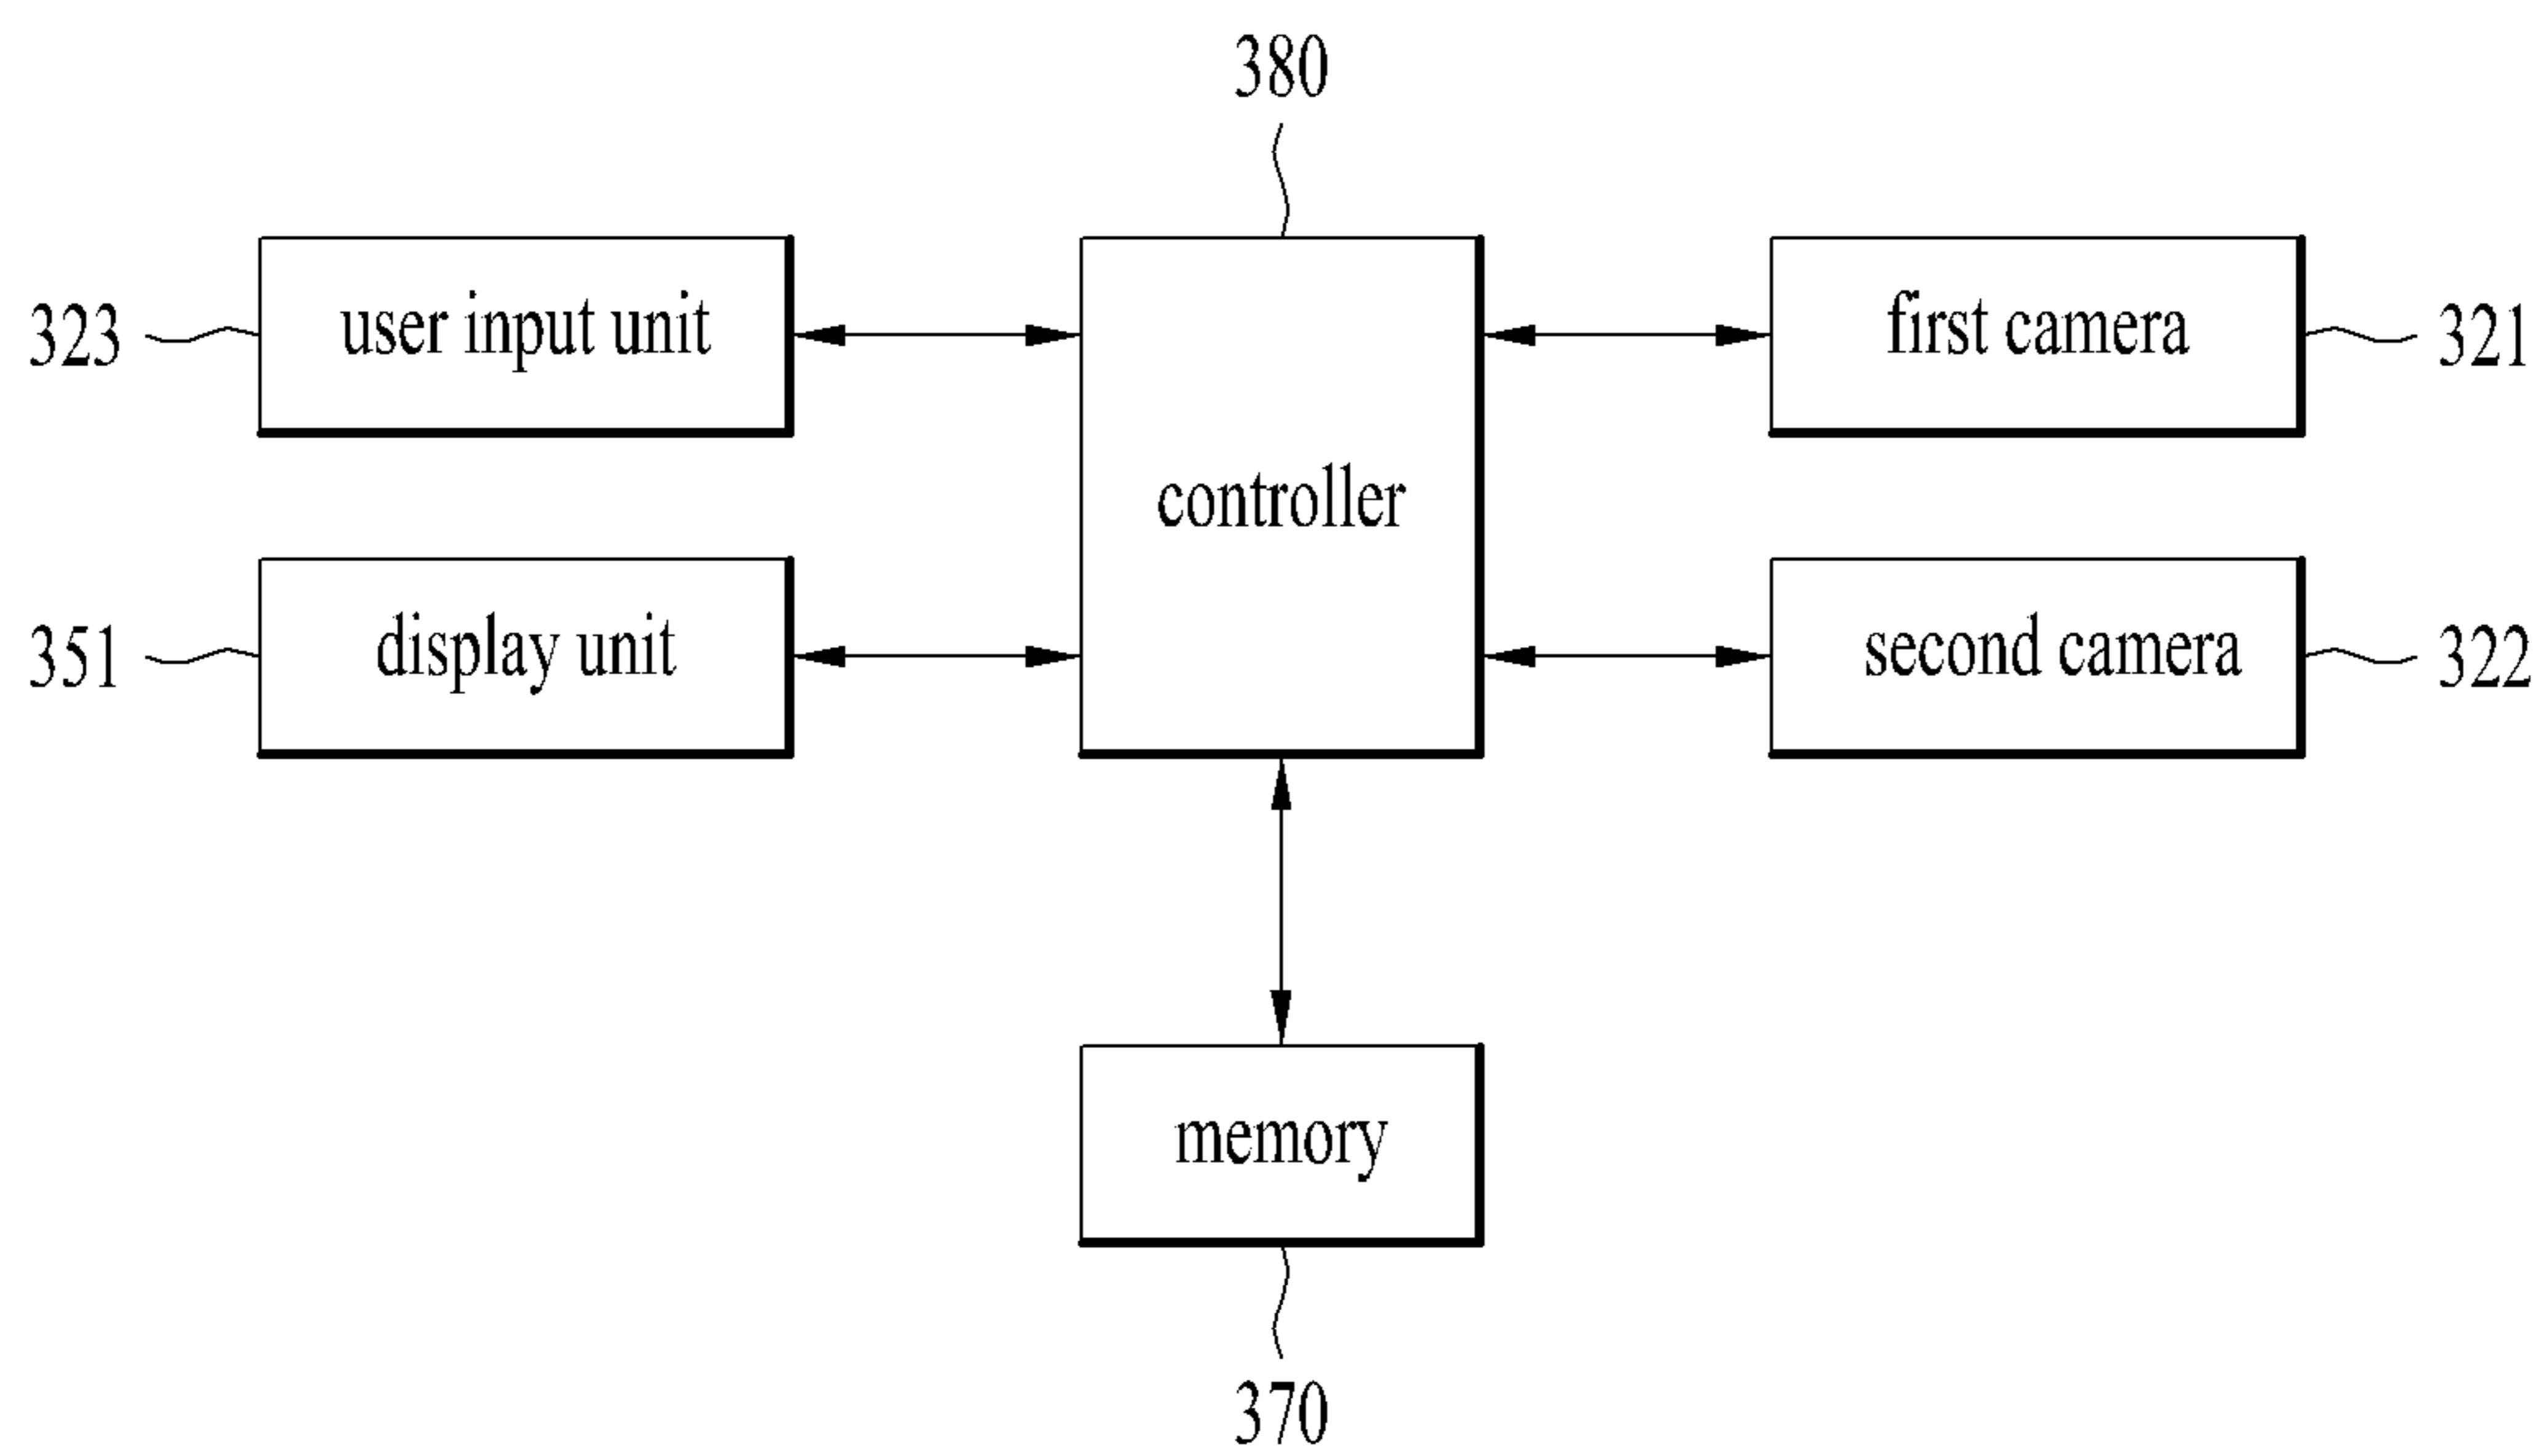 380
323
user input unit
first camera
321
controller
351
display unit
second camera
322
memory
370